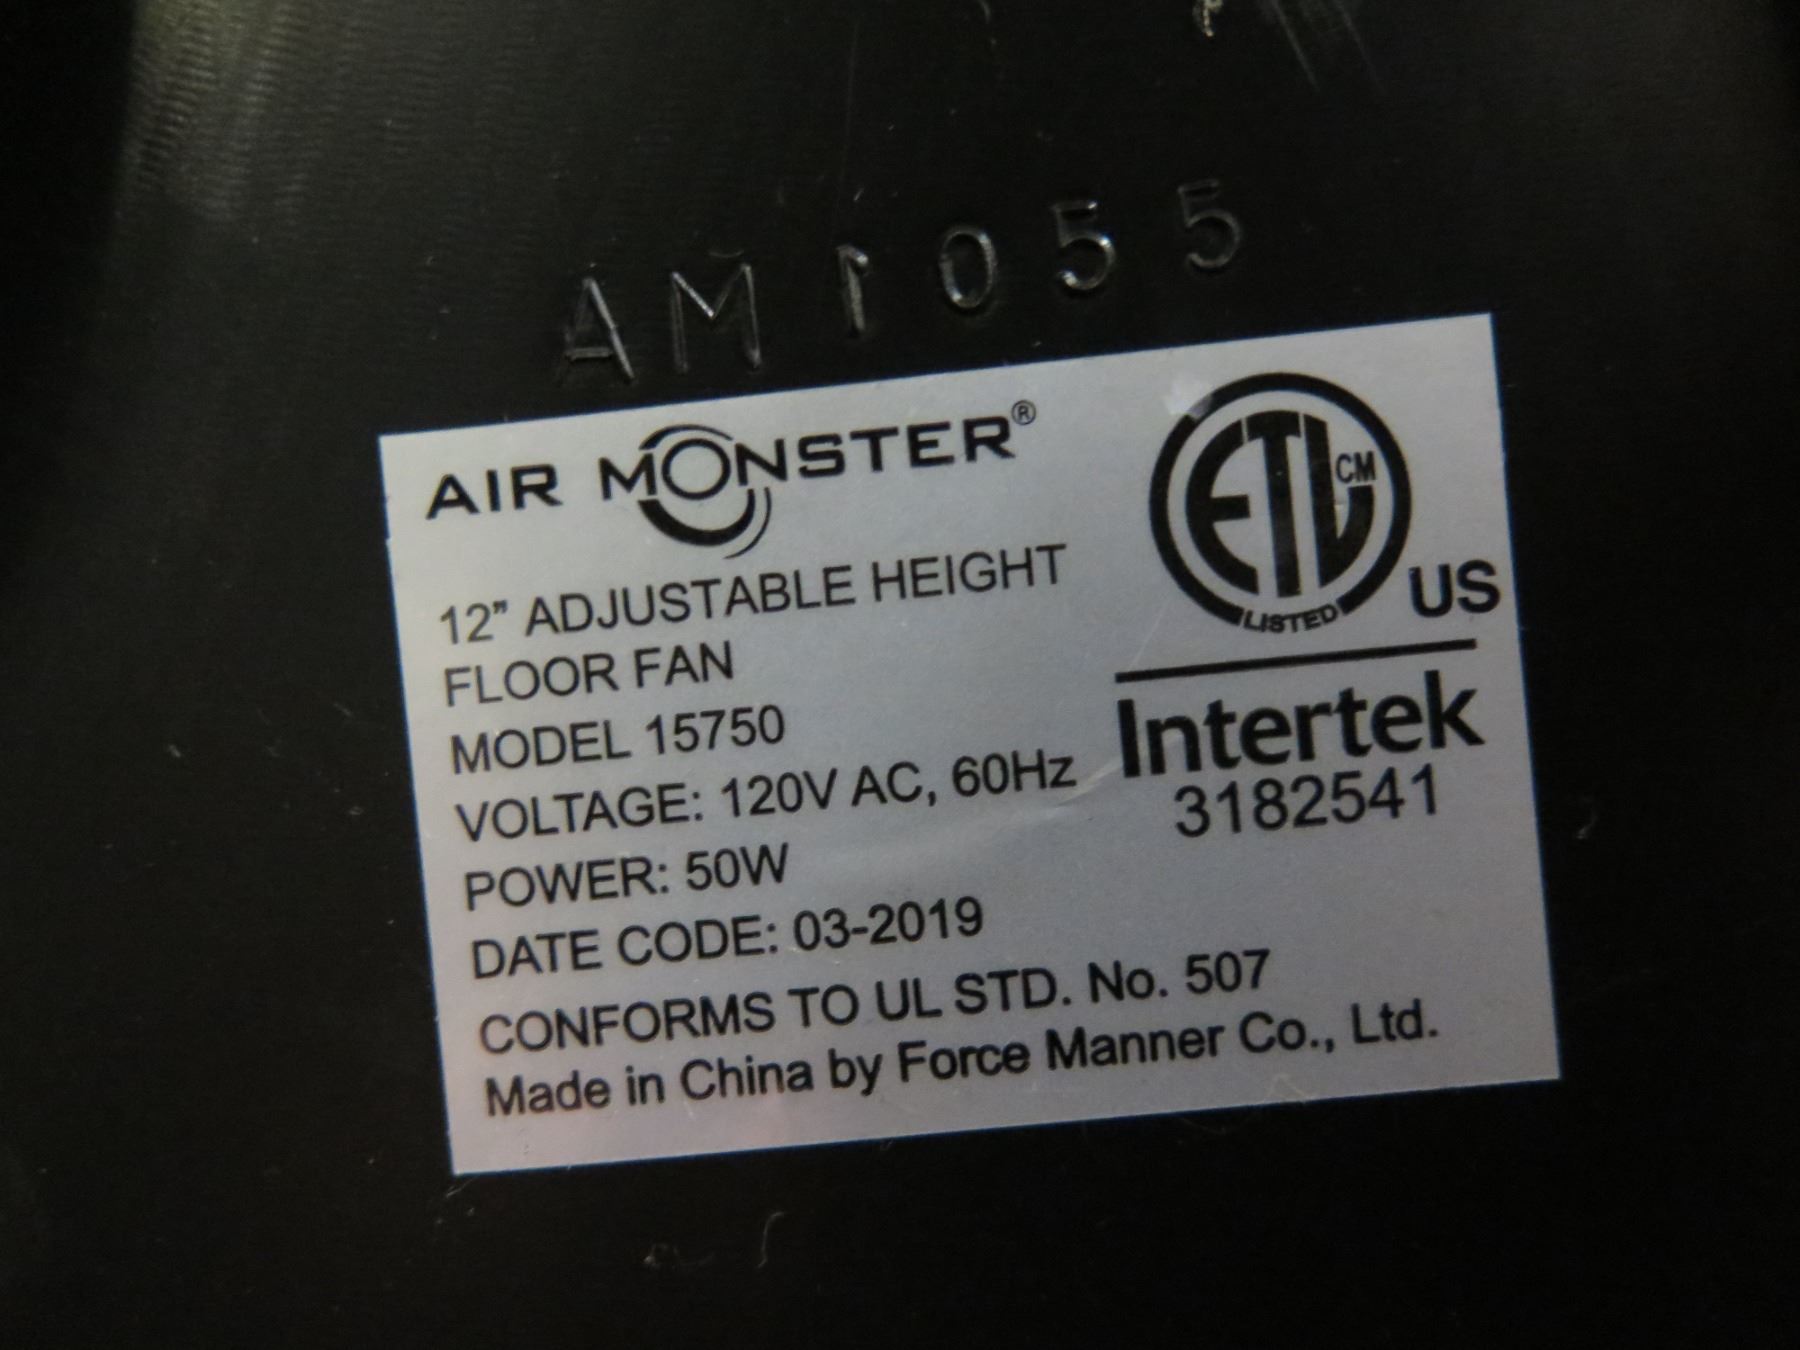 AM1055
AIR MONSTER®
12” ADJUSTABLE HEIGHT
FLOOR FAN
MODEL 15750
VOLTAGE: 120V AC, 60Hz
POWER: 50W
DATE CODE: 03-2019
CONFORMS TO UL STD. No. 507
Made in China by Force Manner Co., Ltd.
ETL CM
LISTED
US
Intertek
3182541